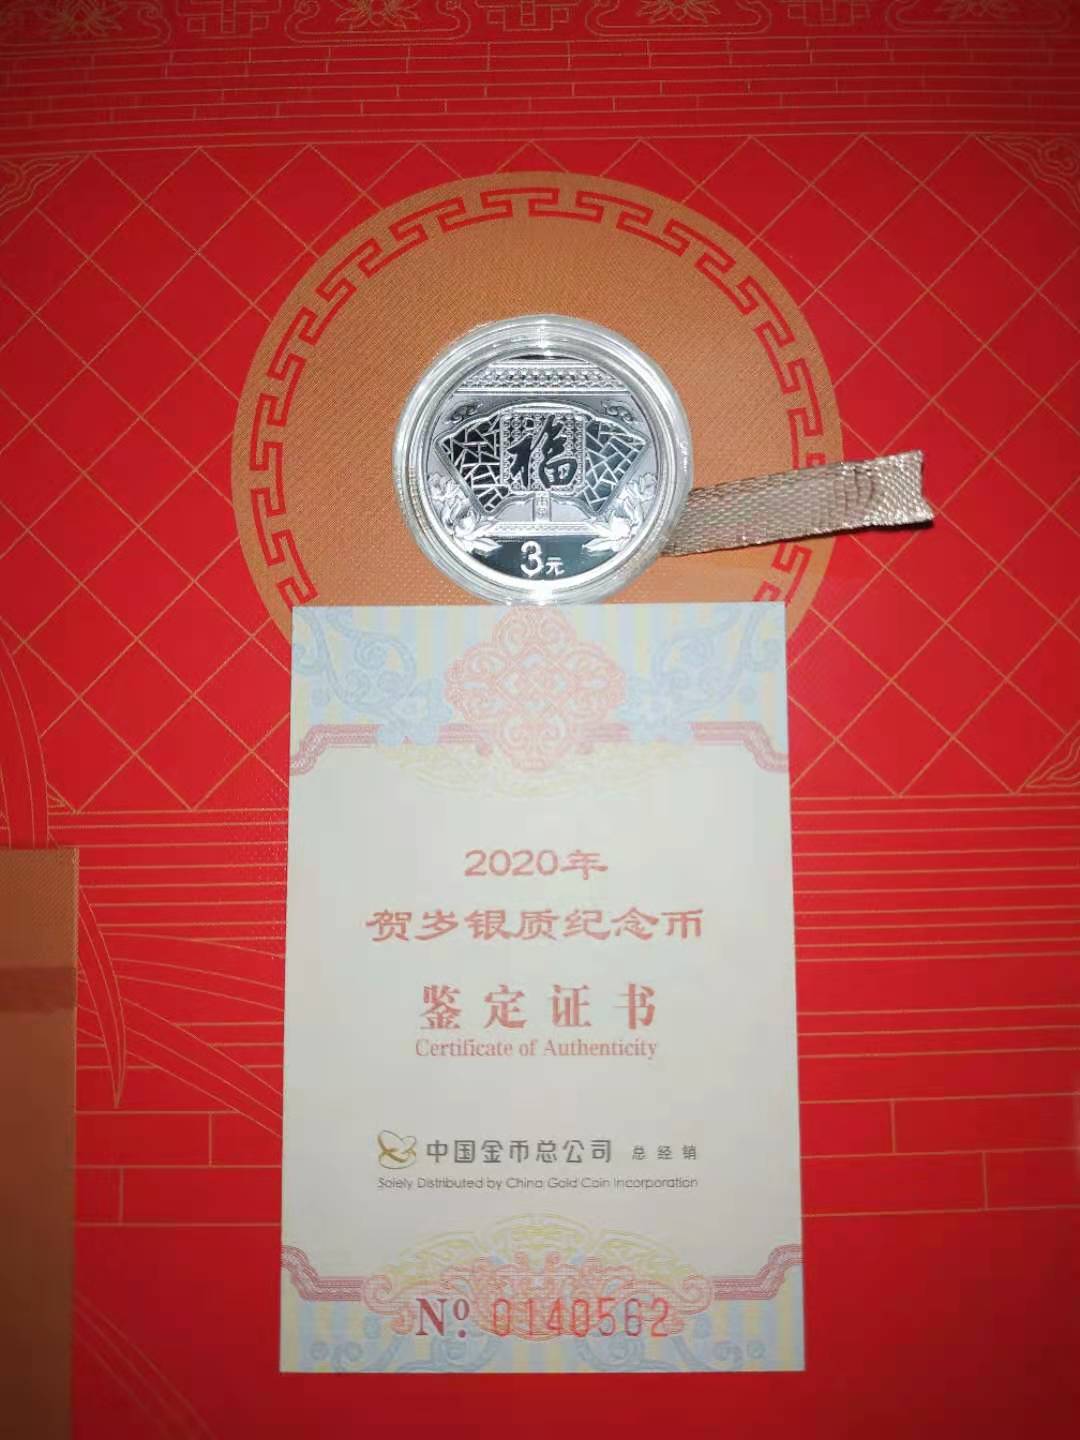 福
3元
2020年
贺岁银质纪念币
鉴定证书
Certificate of Authenticity
中国金币总公司 总经销
Solely Distributed by China Gold Coin Incorporation
Nº. 0140562